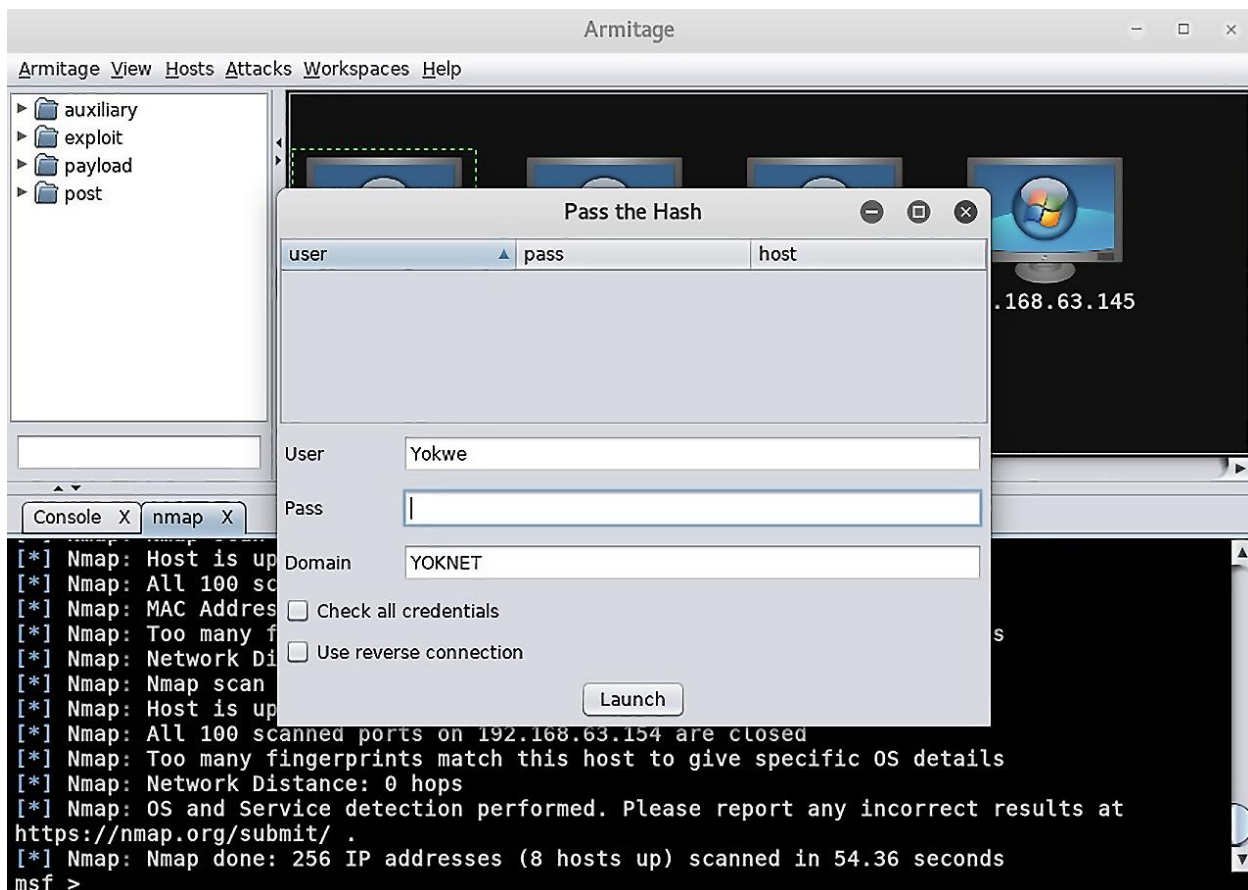 Armitage
Armitage View Hosts Attacks Workspaces Help
auxiliary
exploit
payload
post
.168.63.145
Pass the Hash
user pass host
User Yokwe
Pass
Domain YOKNET
Check all credentials
Use reverse connection
Launch
Console X nmap X
[*] Nmap: Host is up
[*] Nmap: All 100 sc
[*] Nmap: MAC Addres
[*] Nmap: Too many f s
[*] Nmap: Network Di
[*] Nmap: Nmap scan
[*] Nmap: Host is up
[*] Nmap: All 100 scanned ports on 192.168.63.154 are closed
[*] Nmap: Too many fingerprints match this host to give specific OS details
[*] Nmap: Network Distance: 0 hops
[*] Nmap: OS and Service detection performed. Please report any incorrect results at
https://nmap.org/submit/ .
[*] Nmap: Nmap done: 256 IP addresses (8 hosts up) scanned in 54.36 seconds
msf >